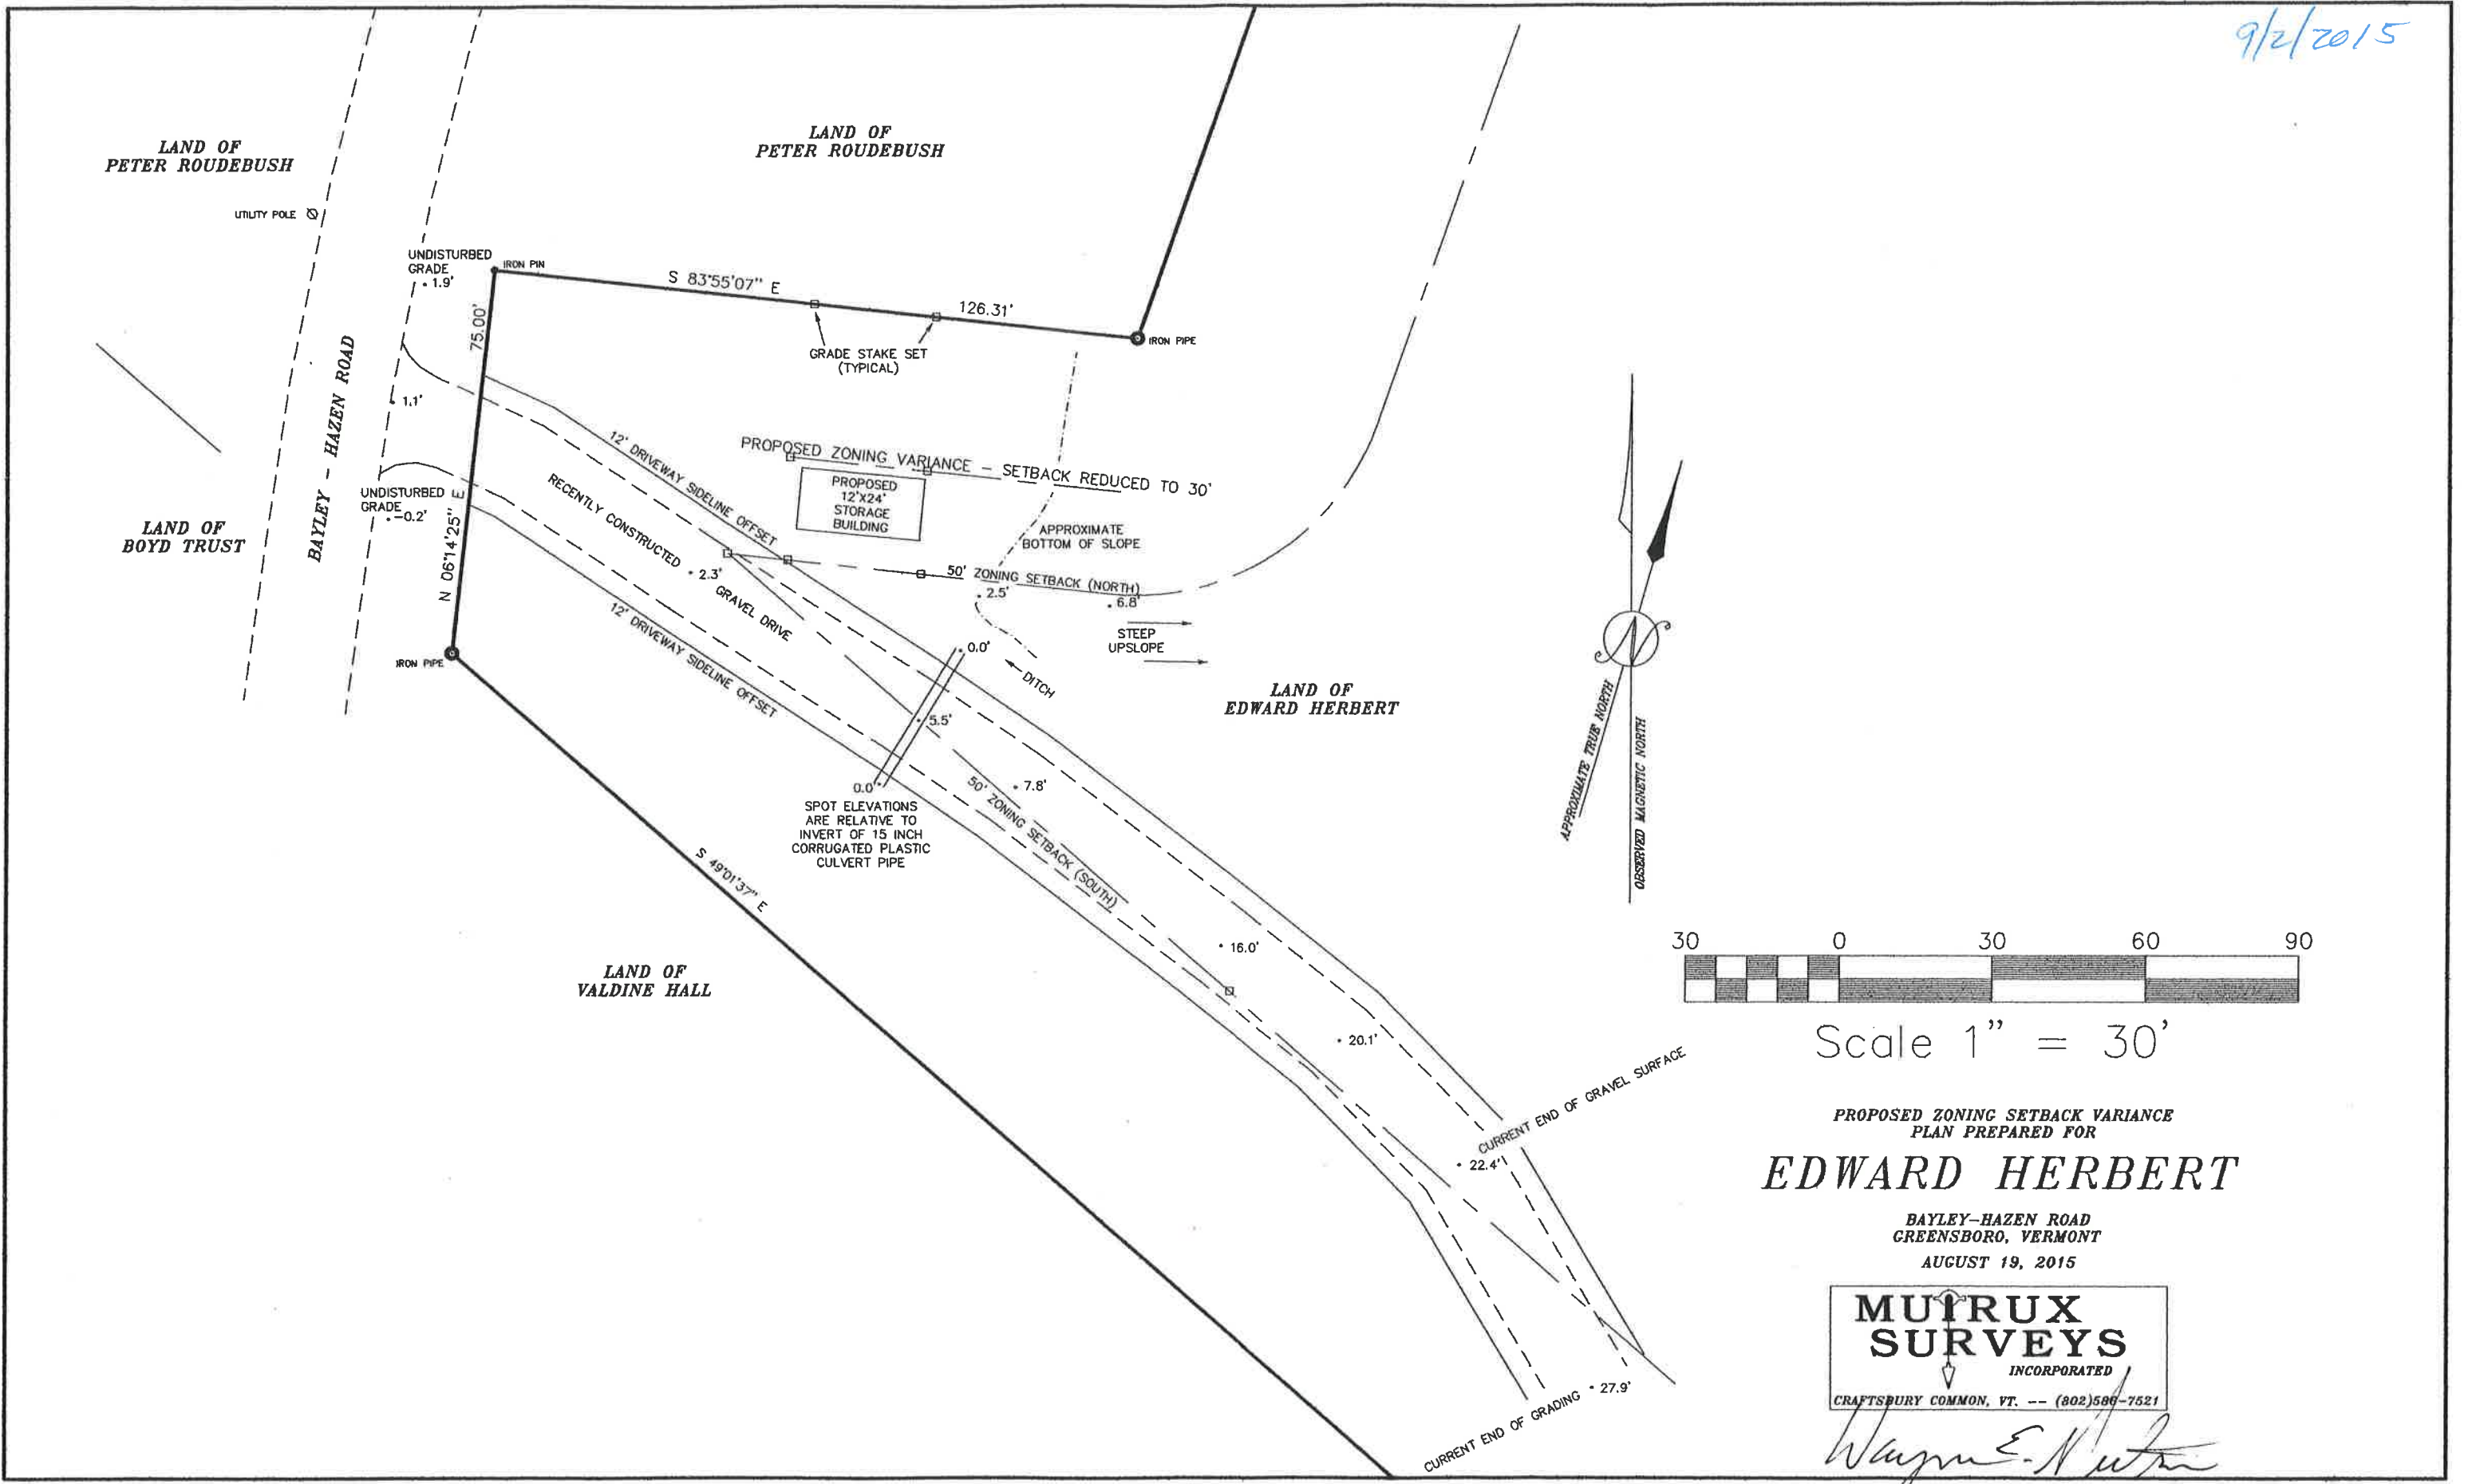 9/2/2015
LAND OF
PETER ROUDEBUSH
LAND OF
PETER ROUDEBUSH
UTILITY POLE
UNDISTURBED
GRADE
1.9'
IRON PIN
S 83°55'07" E
126.31'
75.00'
GRADE STAKE SET
(TYPICAL)
IRON PIPE
BAYLEY - HAZEN ROAD
1.1'
12' DRIVEWAY SIDELINE OFFSET
PROPOSED ZONING VARIANCE - SETBACK REDUCED TO 30'
PROPOSED
12'X24'
STORAGE
BUILDING
RECENTLY CONSTRUCTED
GRAVEL DRIVE
UNDISTURBED
GRADE
-0.2'
N 06°14'25" E
LAND OF
BOYD TRUST
APPROXIMATE
BOTTOM OF SLOPE
2.3'
50' ZONING SETBACK (NORTH)
2.5'
6.8'
12' DRIVEWAY SIDELINE OFFSET
STEEP
UPSLOPE
IRON PIPE
0.0'
DITCH
LAND OF
EDWARD HERBERT
5.5'
7.8'
0.0'
SPOT ELEVATIONS
ARE RELATIVE TO
INVERT OF 15 INCH
CORRUGATED PLASTIC
CULVERT PIPE
50' ZONING SETBACK (SOUTH)
S 49°01'37" E
LAND OF
VALDINE HALL
16.0'
20.1'
CURRENT END OF GRAVEL SURFACE
22.4'
CURRENT END OF GRADING
27.9'
N
APPROXIMATE TRUE NORTH
OBSERVED MAGNETIC NORTH
30 0 30 60 90
Scale 1" = 30'
PROPOSED ZONING SETBACK VARIANCE
PLAN PREPARED FOR
EDWARD HERBERT
BAYLEY-HAZEN ROAD
GREENSBORO, VERMONT
AUGUST 19, 2015
MUIRUX
SURVEYS
INCORPORATED
CRAFTSBURY COMMON, VT. -- (802)586-7521
Wayne E. Newton